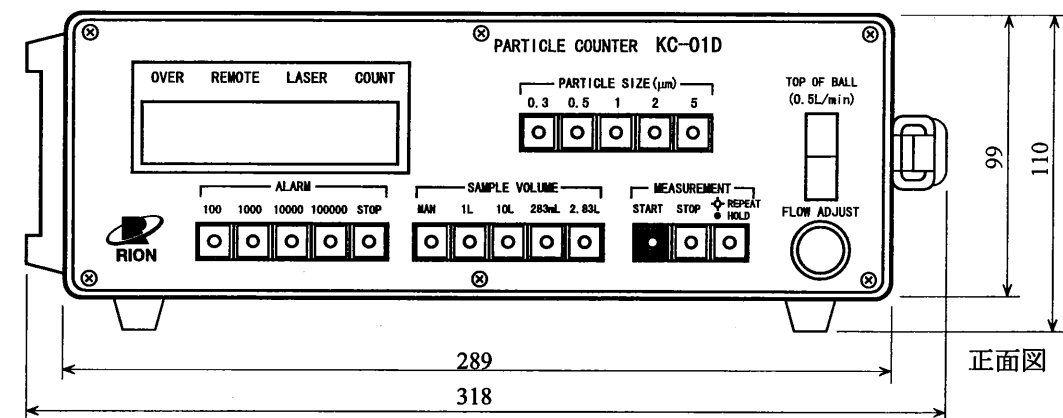 PARTICLE COUNTER KC-01D
OVER REMOTE LASER COUNT
PARTICLE SIZE(μm)
0.3 0.5 1 2 5
TOP OF BALL
(0.5L/min)
ALARM
100 1000 10000 100000 STOP
SAMPLE VOLUME
MAN 1L 10L 283mL 2.83L
MEASUREMENT
START STOP REPEAT
HOLD
FLOW ADJUST
RION
99
110
289
318
正面図